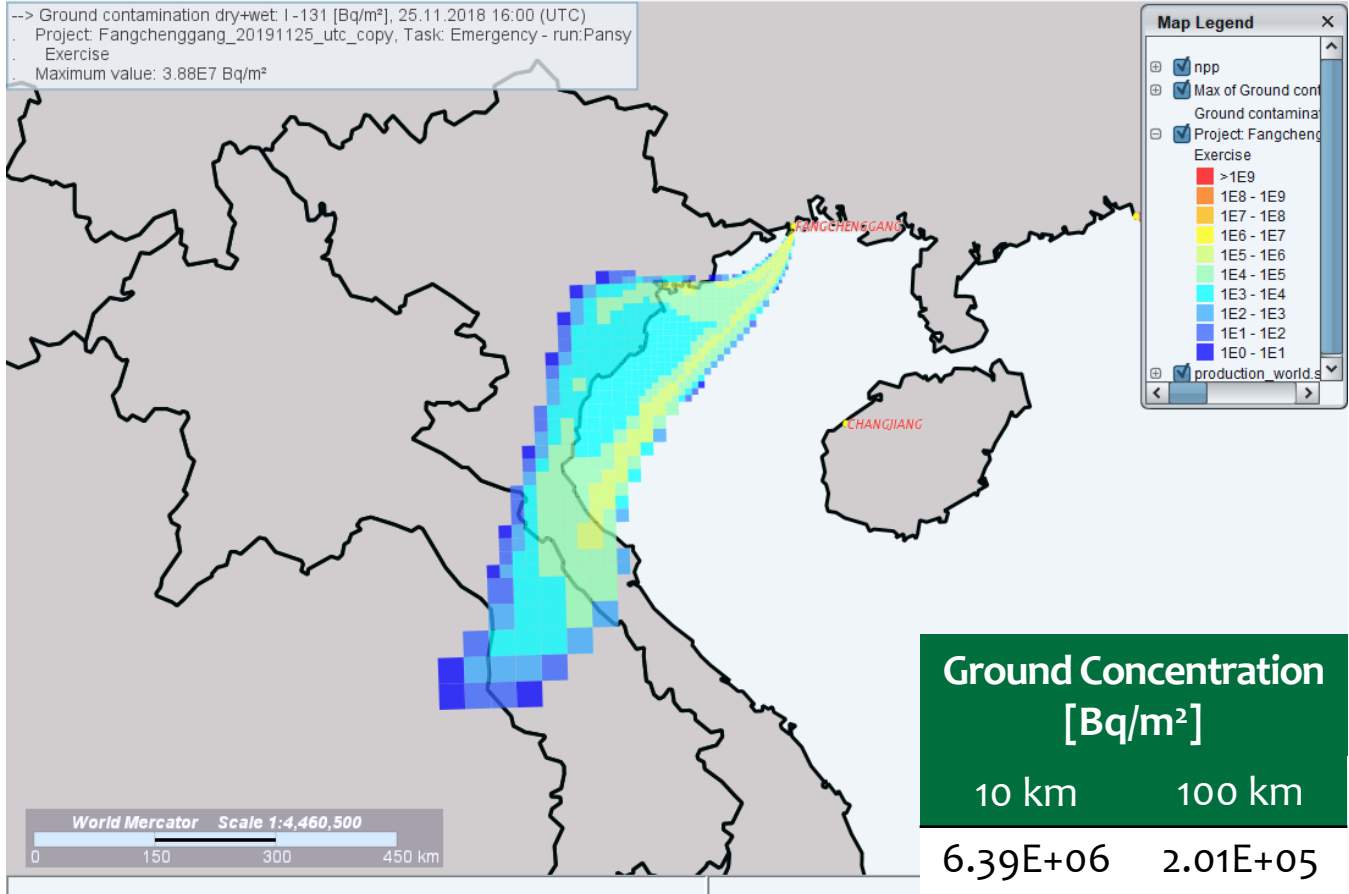 --> Ground contamination dry+wet: I -131 [Bq/m²], 25.11.2018 16:00 (UTC)
. Project: Fangchenggang_20191125_utc_copy, Task: Emergency - run:Pansy
. Exercise
. Maximum value: 3.88E7 Bq/m²
Map Legend
npp
Max of Ground cont
Ground contamina
Project: Fangcheng
Exercise
>1E9
1E8 - 1E9
1E7 - 1E8
1E6 - 1E7
1E5 - 1E6
1E4 - 1E5
1E3 - 1E4
1E2 - 1E3
1E1 - 1E2
1E0 - 1E1
production_world.s
FANGCHENGGANG
CHANGJIANG
World Mercator Scale 1:4,460,500
0 150 300 450 km
Ground Concentration
[Bq/m²]
10 km 100 km
6.39E+06 2.01E+05